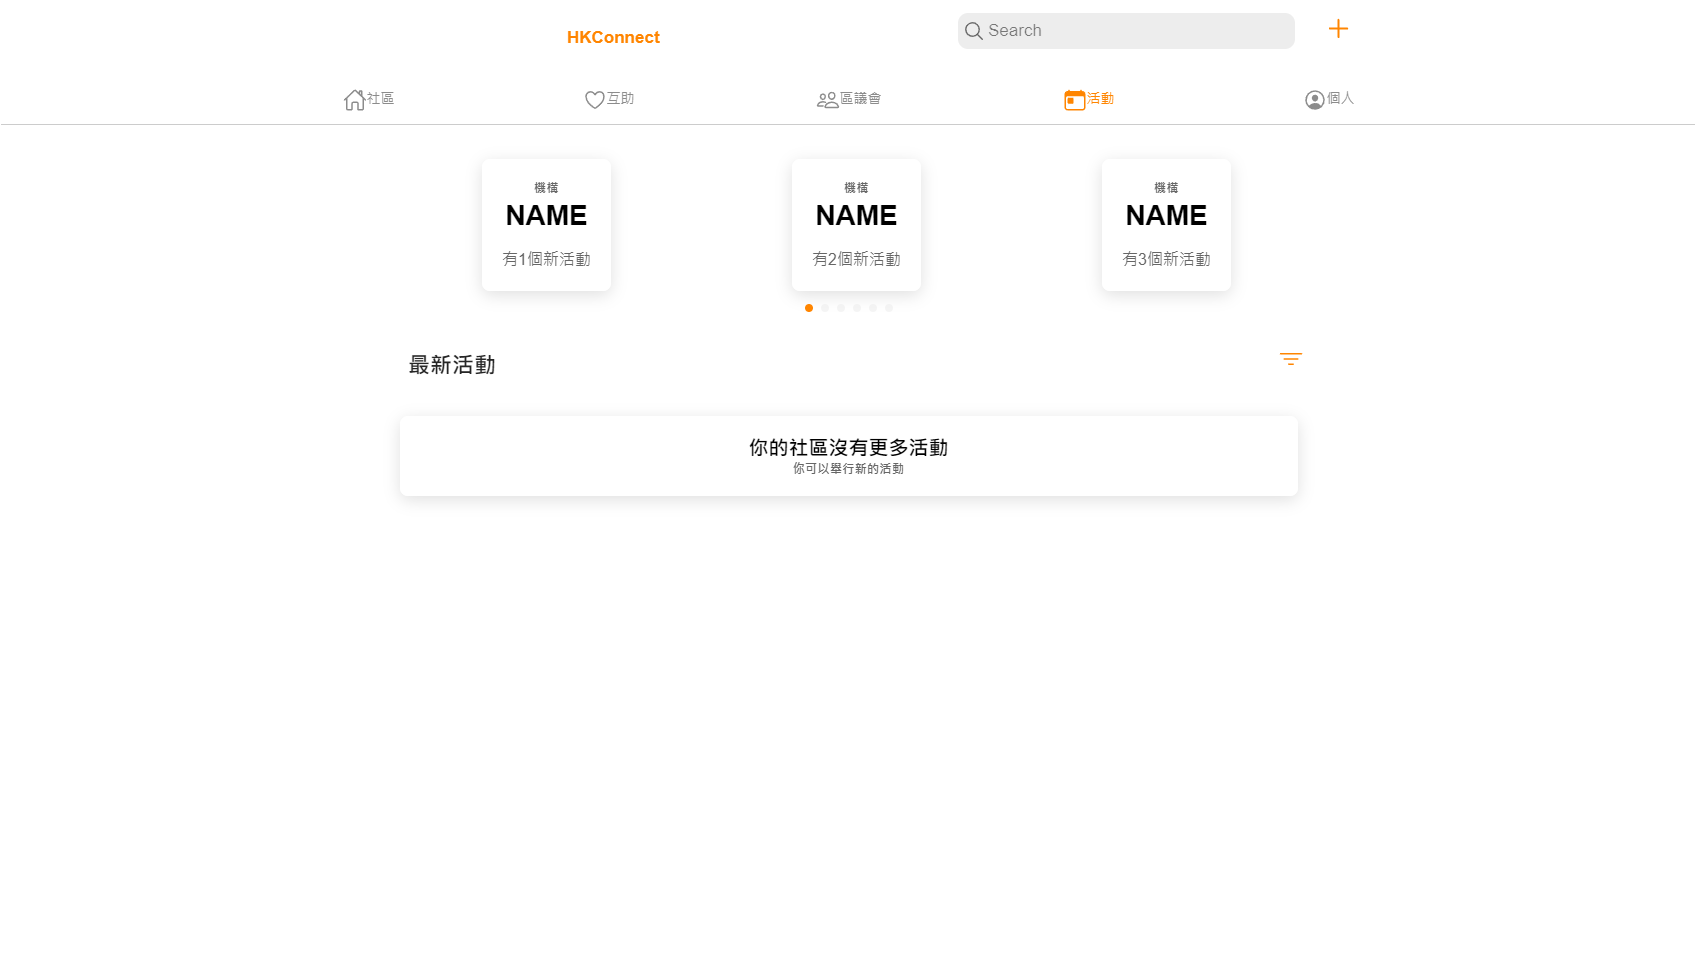 HKConnect
Search
社區
互助
區議會
活動
個人
機構
NAME
有1個新活動
機構
NAME
有2個新活動
機構
NAME
有3個新活動
最新活動
你的社區沒有更多活動
你可以舉行新的活動